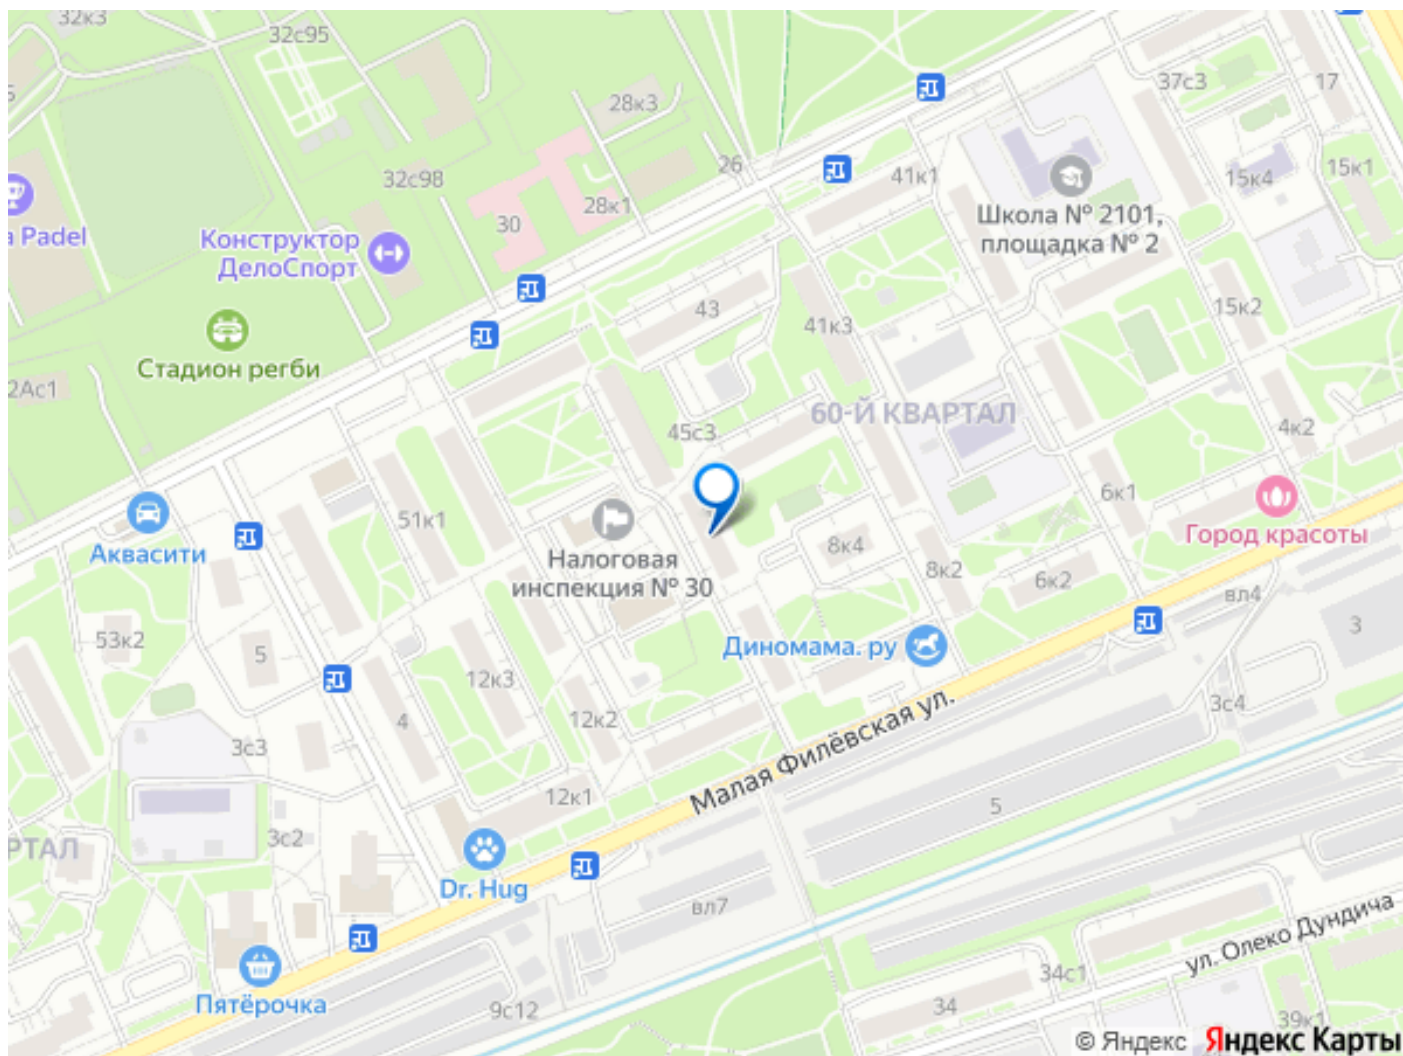 32к3
32с95
37с3
17
28к3
26
32с98
41к1
15к4
15к1
28к1
30
Школа № 2101,
площадка № 2
a Padel
Конструктор
ДелоСпорт
43
41к3
15к2
Стадион регби
2Ас1
60-Й КВАРТАЛ
45с3
4к2
6к1
51к1
Город красоты
Аквасити
8к4
Налоговая
инспекция № 30
8к2
6к2
вл4
53к2
5
3
Диномама. ру
12к3
3с4
4
12к2
3с3
Малая Филёвская ул.
12к1
5
3с2
РТАЛ
Dr. Hug
вл7
ул. Олеко Дундича
34с1
Пятёрочка
9с12
34
39к1
© Яндекс Яндекс Карты